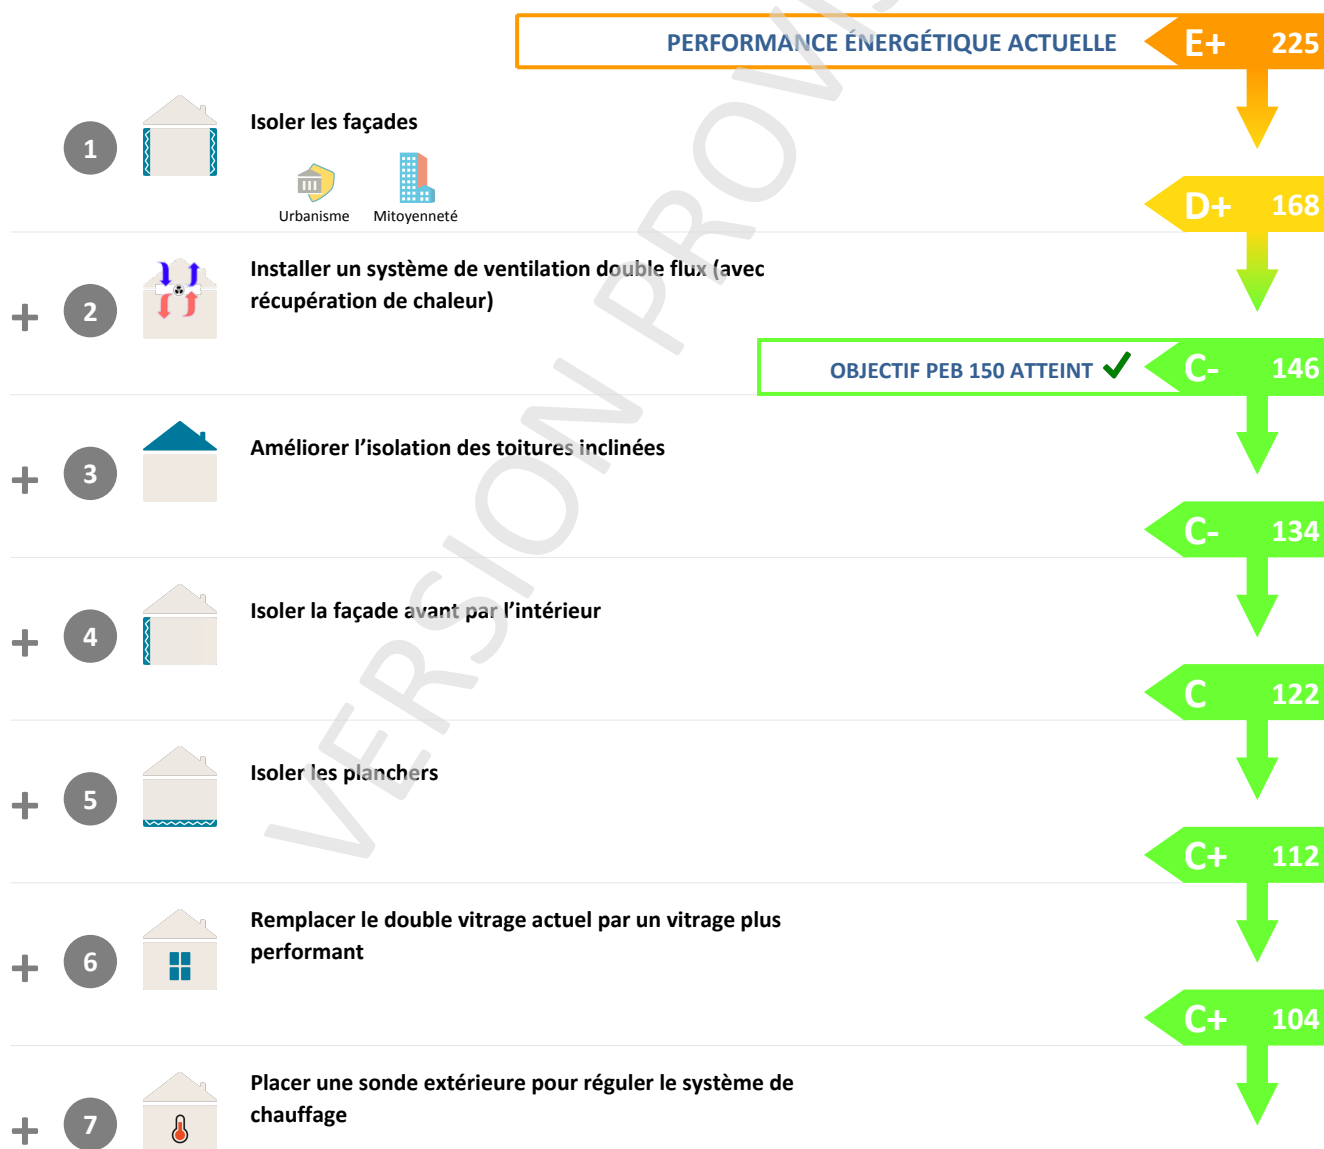 PERFORMANCE ÉNERGÉTIQUE ACTUELLE
E+ 225
1
Isoler les façades
Urbanisme Mitoyenneté
D+ 168
+ 2
Installer un système de ventilation double flux (avec
récupération de chaleur)
OBJECTIF PEB 150 ATTEINT
C- 146
+ 3
Améliorer l’isolation des toitures inclinées
C- 134
+ 4
Isoler la façade avant par l’intérieur
C 122
+ 5
Isoler les planchers
C+ 112
+ 6
Remplacer le double vitrage actuel par un vitrage plus
performant
C+ 104
+ 7
Placer une sonde extérieure pour réguler le système de
chauffage
VERSION PROVIS